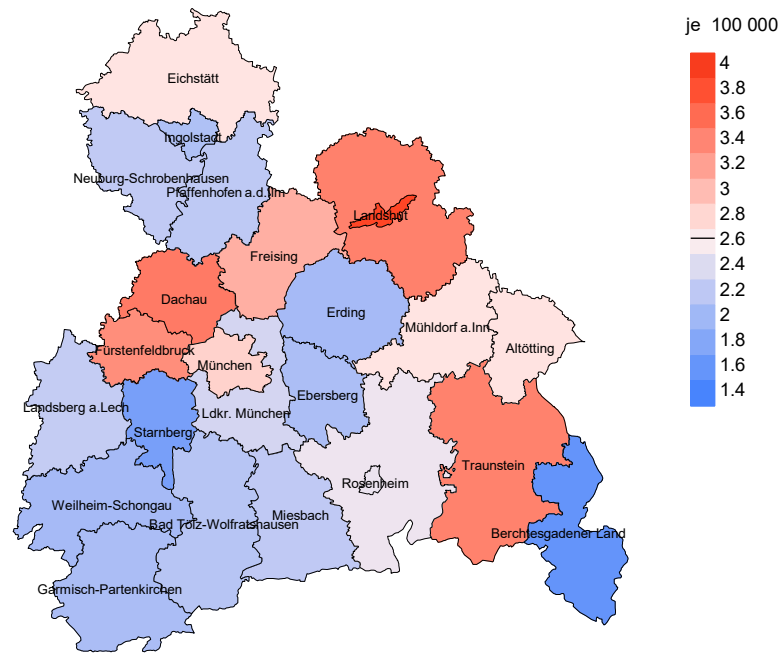 je 100 000
4
3.8
3.6
3.4
3.2
3
2.8
2.6
2.4
2.2
2
1.8
1.6
1.4
Eichstätt
Ingolstadt
Neuburg-Schrobenhausen
Pfaffenhofen a.d.Ilm
Landshut
Freising
Dachau
Erding
Mühldorf a.Inn
Fürstenfeldbruck
Altötting
München
Ebersberg
Landsberg a.Lech
Ldkr. München
Starnberg
Traunstein
Rosenheim
Weilheim-Schongau
Miesbach
Bad Tölz-Wolfratshausen
Berchtesgadener Land
Garmisch-Partenkirchen